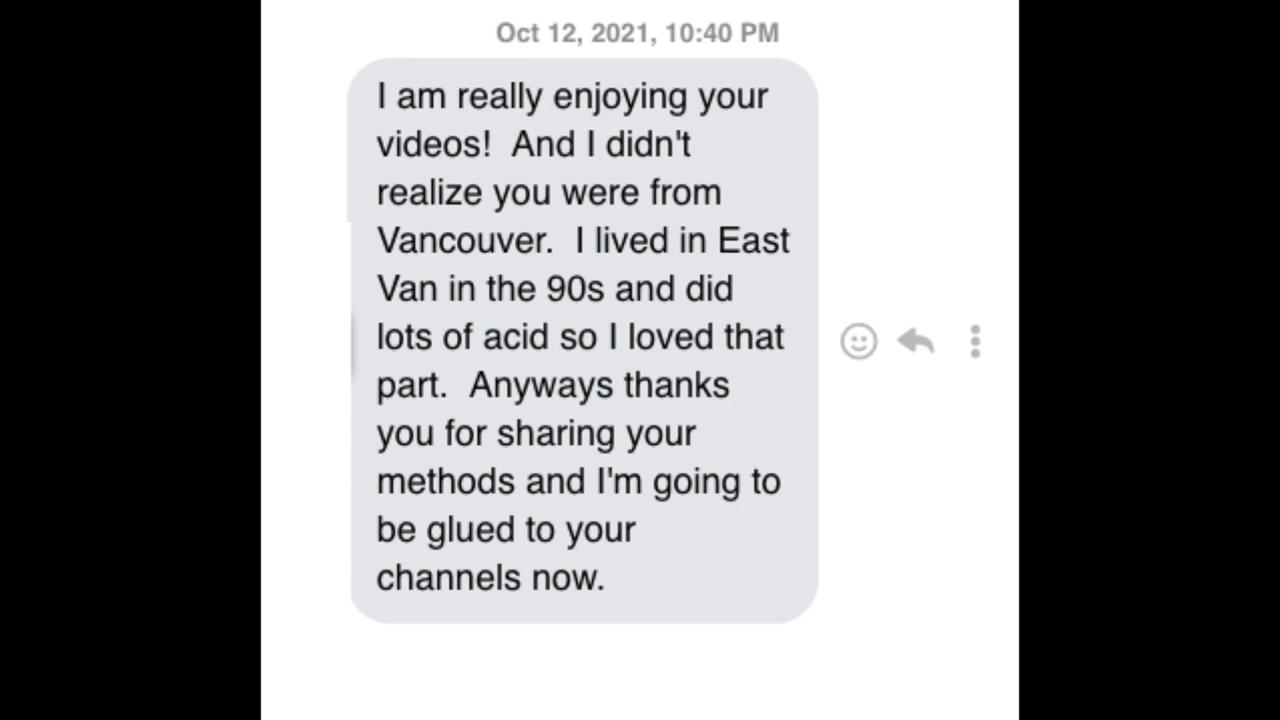 Oct 12, 2021, 10:40 PM
I am really enjoying your
videos!  And I didn't
realize you were from
Vancouver.  I lived in East
Van in the 90s and did
lots of acid so I loved that
part.  Anyways thanks
you for sharing your
methods and I'm going to
be glued to your
channels now.